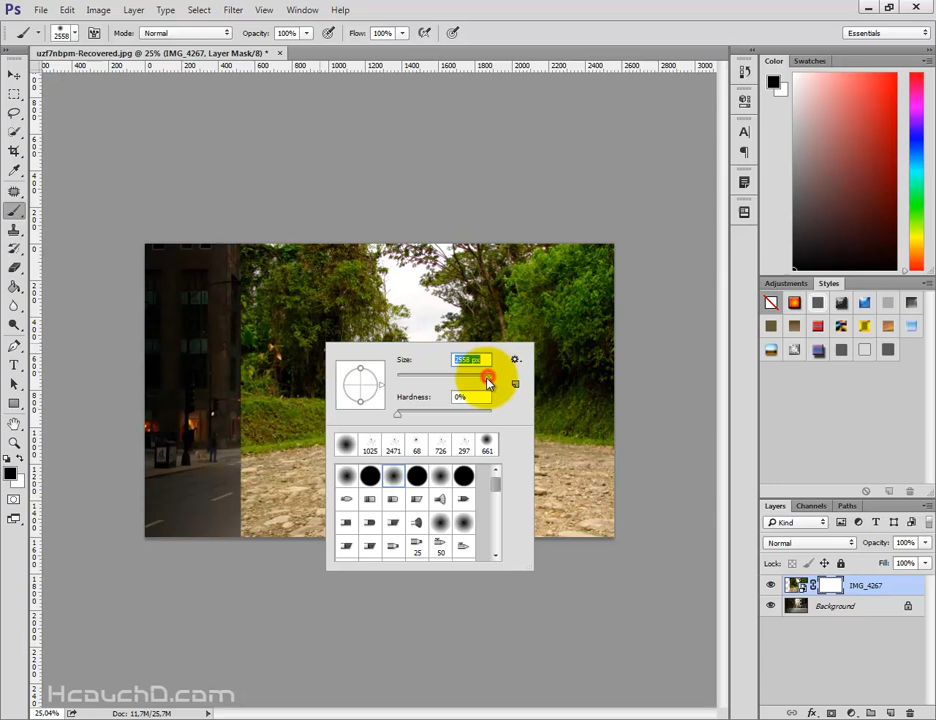 Ps File Edit Image Layer Type Select Filter View Window Help
2558 Mode: Normal Opacity: 100% Flow: 100% Essentials
uzf7nbpm-Recovered.jpg @ 25% (IMG_4267, Layer Mask/8) * ×
Color Swatches
Size: 2558 px
Hardness: 0%
1025 2471 68 726 297 661
25 50
Adjustments Styles
Layers Channels Paths
Kind
Normal Opacity: 100%
Lock: Fill: 100%
IMG_4267
Background
HcouchD.com
25.04% Doc: 11,7M/25,7M